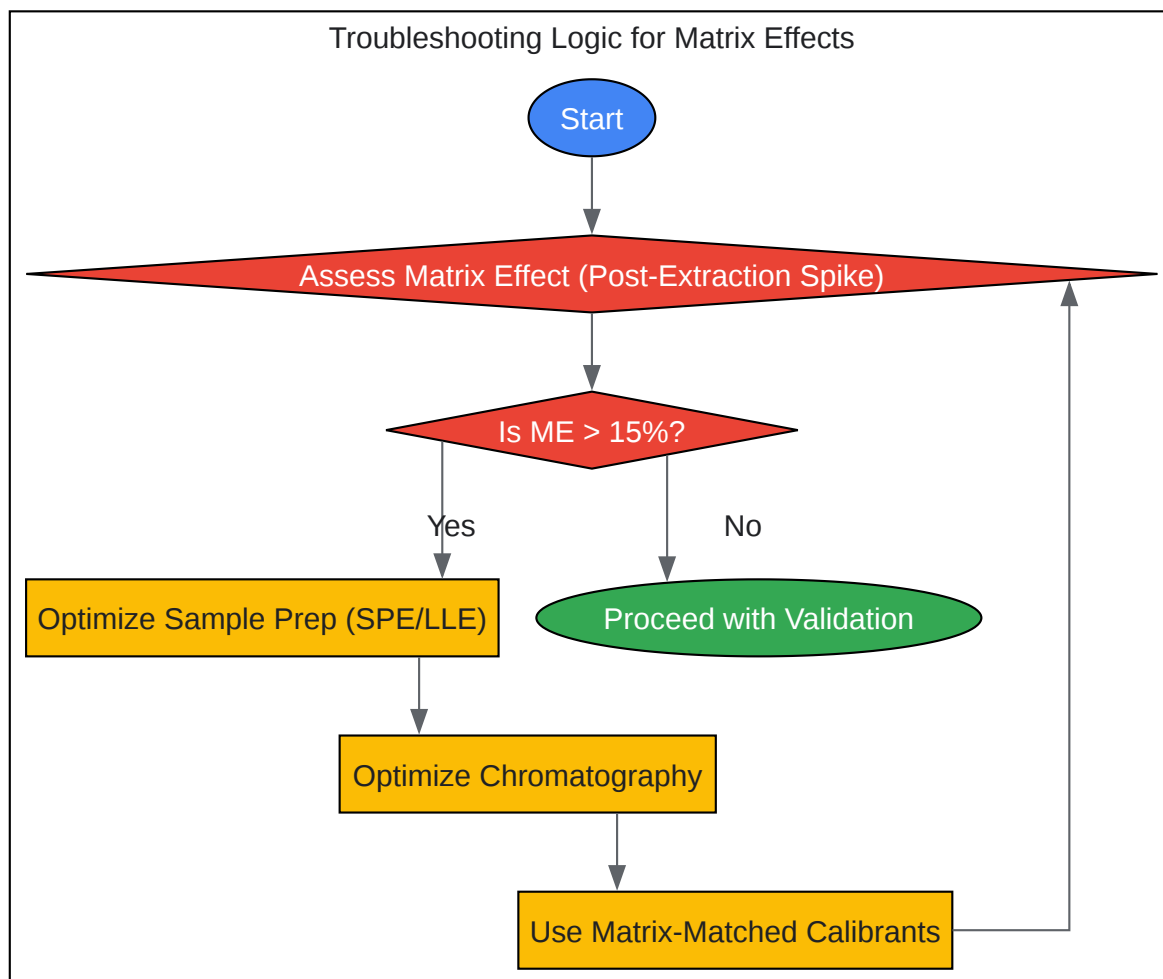 Troubleshooting Logic for Matrix Effects
Start
Assess Matrix Effect (Post-Extraction Spike)
Is ME > 15%?
Yes
No
Optimize Sample Prep (SPE/LLE)
Proceed with Validation
Optimize Chromatography
Use Matrix-Matched Calibrants